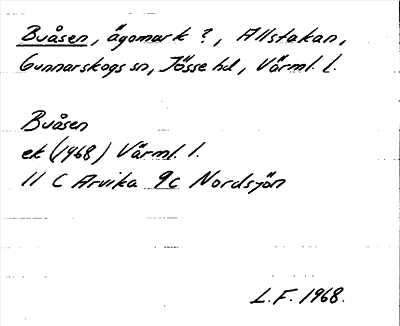 Buåsen, ägomark ?, Allstakan,
Gunnarskogs sn, Jösse hd, Värml. l.
Buåsen
ek (1968) Värml. l.
11 C Arvika 9c Nordsjön
L.F. 1968.